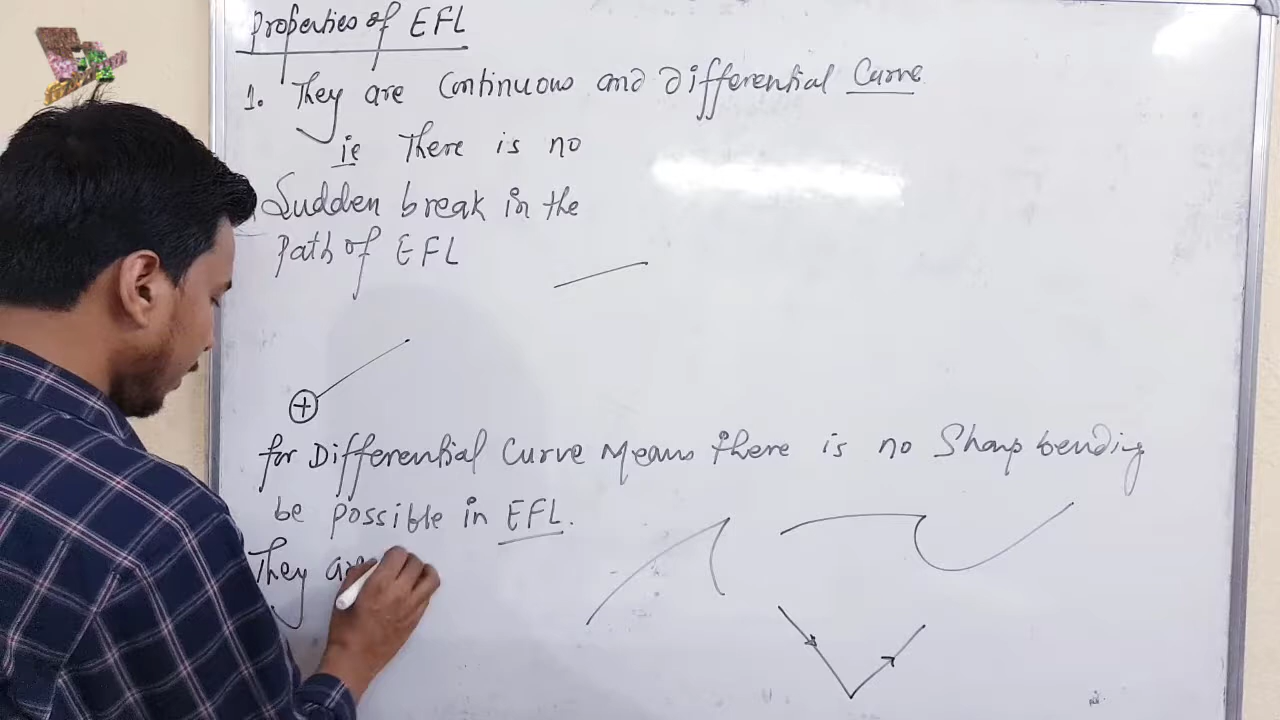 Properties of EFL
1. They are Continuous and Differential Curve
ie There is no
Sudden break in the
Path of EFL
+
for Differential Curve Means there is no Sharp bending
be possible in EFL.
They are